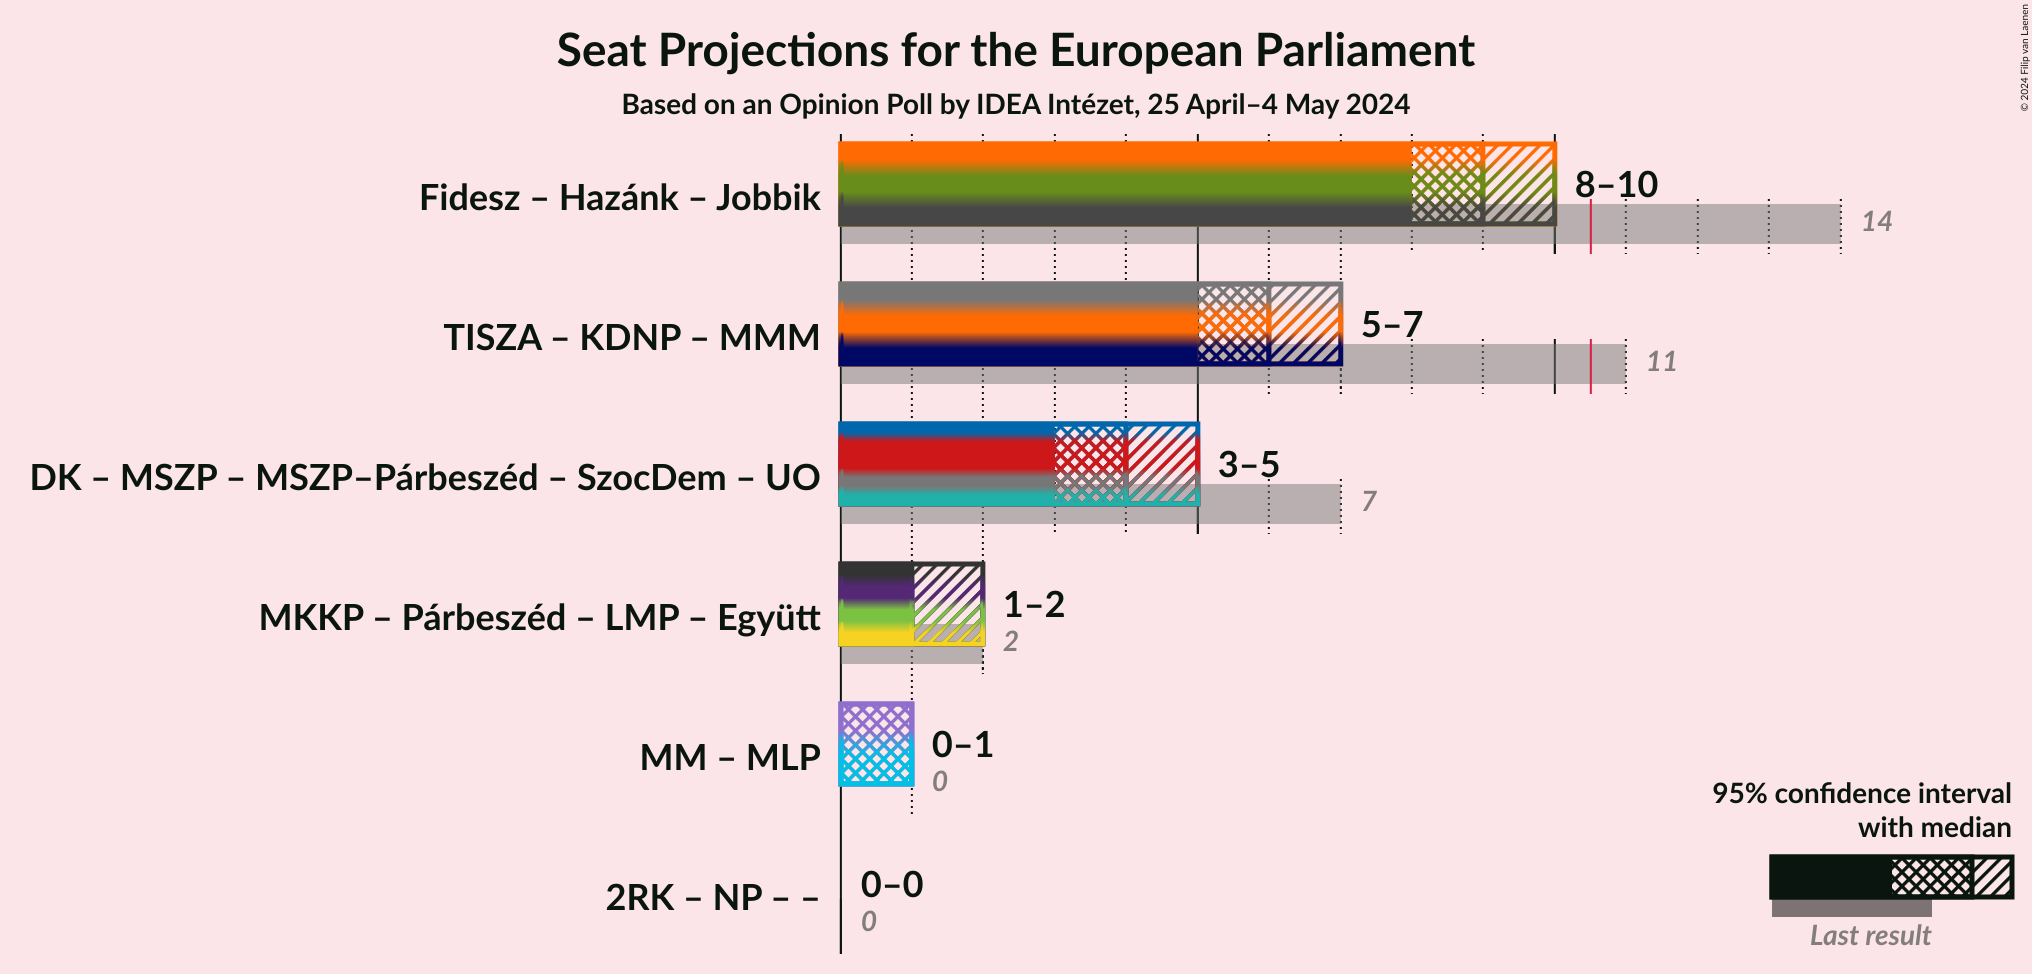 Seat Projections for the European Parliament
Based on an Opinion Poll by IDEA Intézet, 25 April–4 May 2024
© 2024 Filip van Laenen
Fidesz – Hazánk – Jobbik
8–10
14
TISZA – KDNP – MMM
5–7
11
DK – MSZP – MSZP–Párbeszéd – SzocDem – UO
3–5
7
MKKP – Párbeszéd – LMP – Együtt
1–2
2
MM – MLP
0–1
0
2RK – NP – –
0–0
0
95% confidence interval
with median
Last result